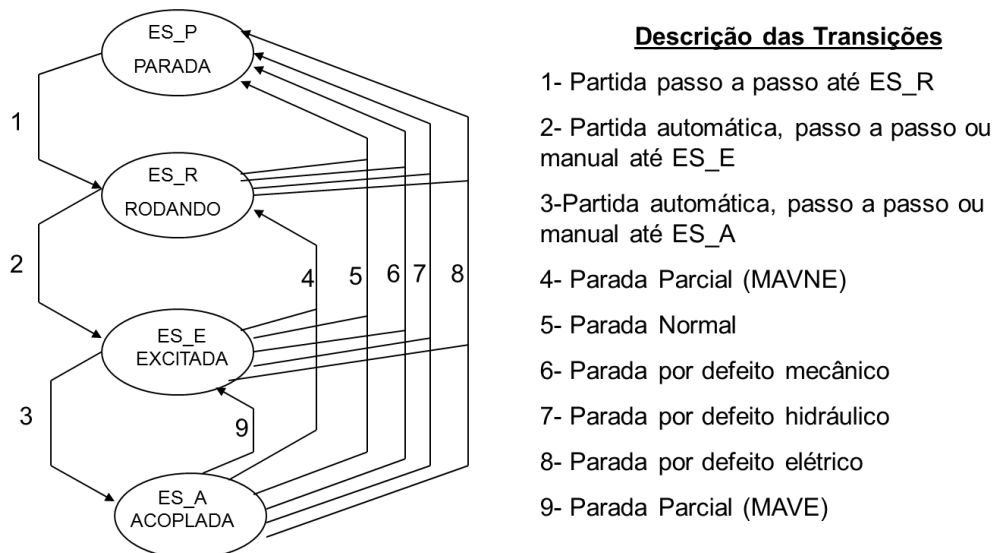 ES_P
PARADA
1
ES_R
RODANDO
2
4
5
6
7
8
ES_E
EXCITADA
3
9
ES_A
ACOPLADA
Descrição das Transições
1- Partida passo a passo até ES_R
2- Partida automática, passo a passo ou
manual até ES_E
3-Partida automática, passo a passo ou
manual até ES_A
4- Parada Parcial (MAVNE)
5- Parada Normal
6- Parada por defeito mecânico
7- Parada por defeito hidráulico
8- Parada por defeito elétrico
9- Parada Parcial (MAVE)